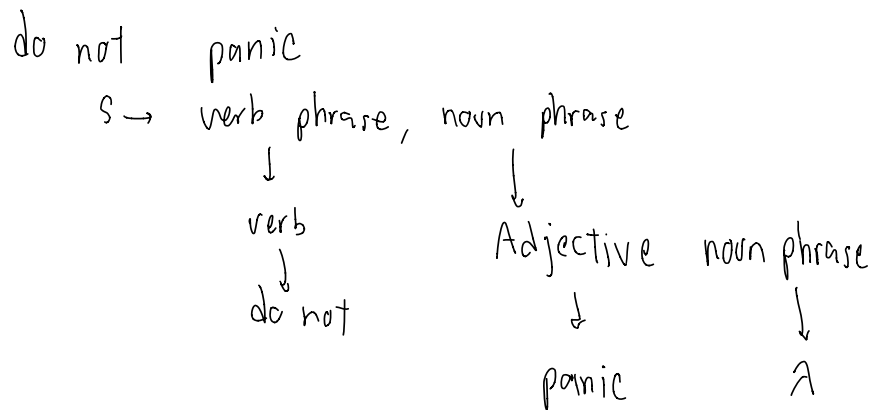 do not panic
S → verb phrase, noun phrase
verb
Adjective noun phrase
do not
panic λ